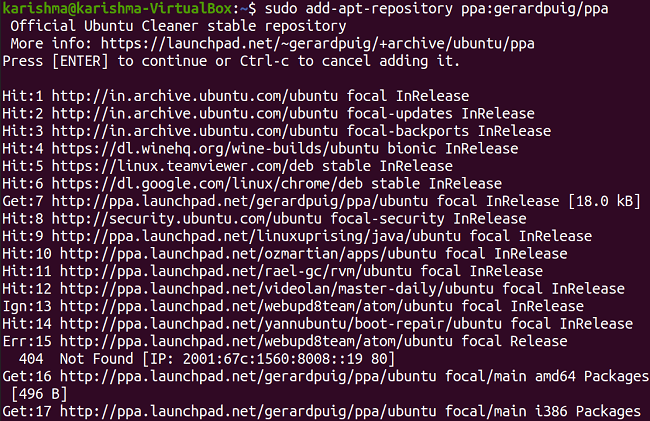 karishma@karishma-VirtualBox:~$ sudo add-apt-repository ppa:gerardpuig/ppa
Official Ubuntu Cleaner stable repository
More info: https://launchpad.net/~gerardpuig/+archive/ubuntu/ppa
Press [ENTER] to continue or Ctrl-c to cancel adding it.
Hit:1 http://in.archive.ubuntu.com/ubuntu focal InRelease
Hit:2 http://in.archive.ubuntu.com/ubuntu focal-updates InRelease
Hit:3 http://in.archive.ubuntu.com/ubuntu focal-backports InRelease
Hit:4 https://dl.winehq.org/wine-builds/ubuntu bionic InRelease
Hit:5 https://linux.teamviewer.com/deb stable InRelease
Hit:6 https://dl.google.com/linux/chrome/deb stable InRelease
Get:7 http://ppa.launchpad.net/gerardpuig/ppa/ubuntu focal InRelease [18.0 kB]
Hit:8 http://security.ubuntu.com/ubuntu focal-security InRelease
Hit:9 http://ppa.launchpad.net/linuxuprising/java/ubuntu focal InRelease
Hit:10 http://ppa.launchpad.net/ozmartian/apps/ubuntu focal InRelease
Hit:11 http://ppa.launchpad.net/rael-gc/rvm/ubuntu focal InRelease
Hit:12 http://ppa.launchpad.net/videolan/master-daily/ubuntu focal InRelease
Ign:13 http://ppa.launchpad.net/webupd8team/atom/ubuntu focal InRelease
Hit:14 http://ppa.launchpad.net/yannubuntu/boot-repair/ubuntu focal InRelease
Err:15 http://ppa.launchpad.net/webupd8team/atom/ubuntu focal Release
404  Not Found [IP: 2001:67c:1560:8008::19 80]
Get:16 http://ppa.launchpad.net/gerardpuig/ppa/ubuntu focal/main amd64 Packages
[496 B]
Get:17 http://ppa.launchpad.net/gerardpuig/ppa/ubuntu focal/main i386 Packages